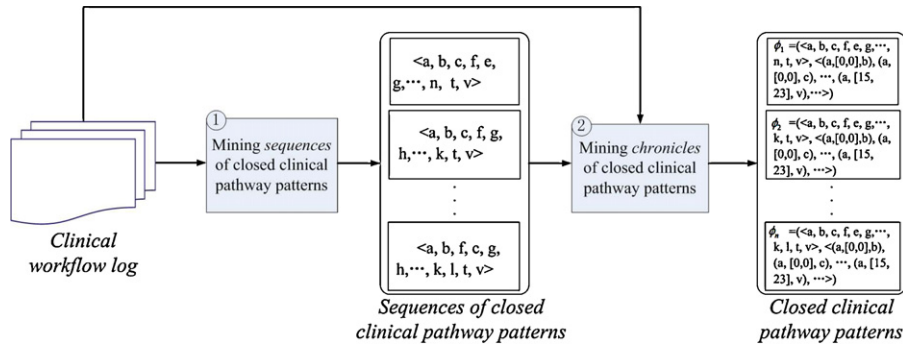 Clinical
workflow log
①
Mining sequences
of closed clinical
pathway patterns
<a, b, c, f, e,
g,⋯, n, t, v>
<a, b, c, f, g,
h,⋯, k, t, v>
<a, b, f, c, g,
h,⋯, k, l, t, v>
Sequences of closed
clinical pathway patterns
②
Mining chronicles
of closed clinical
pathway patterns
ϕ₁ =(<a, b, c, f, e, g,⋯,
n, t, v>, <(a,[0,0],b), (a,
[0,0], c), ⋯, (a, [15,
23], v),⋯>)
ϕ₂ =(<a, b, c, f, e, g,⋯,
k, t, v>, <(a,[0,0],b), (a,
[0,0], c), ⋯, (a, [15,
23], v), ⋯>)
ϕₙ =(<a, b, c, f, e, g,⋯,
k, l, t, v>, <(a,[0,0],b),
(a, [0,0], c), ⋯, (a, [15,
23], v), ⋯>)
Closed clinical
pathway patterns